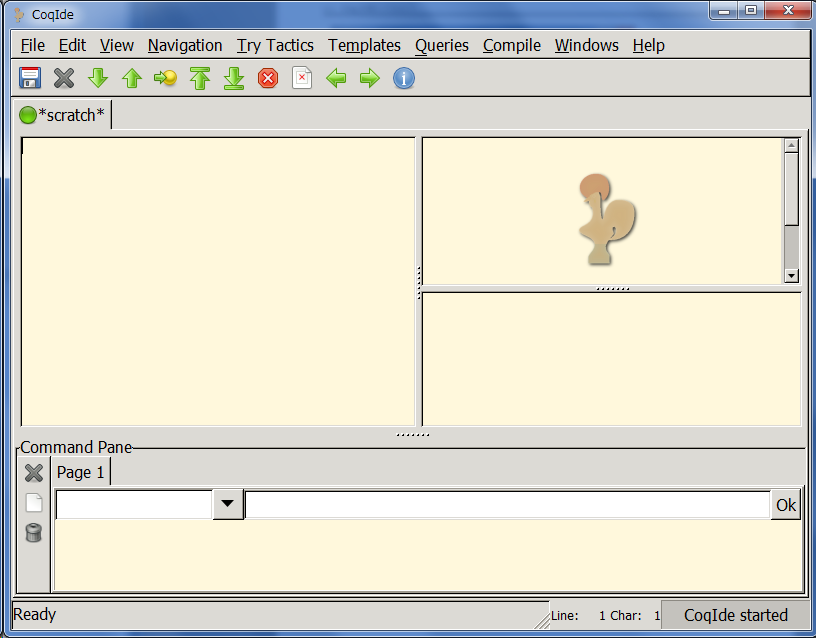 CoqIde
File Edit View Navigation Try Tactics Templates Queries Compile Windows Help
*scratch*
Command Pane
Page 1
Ok
Ready
Line: 1 Char: 1
CoqIde started